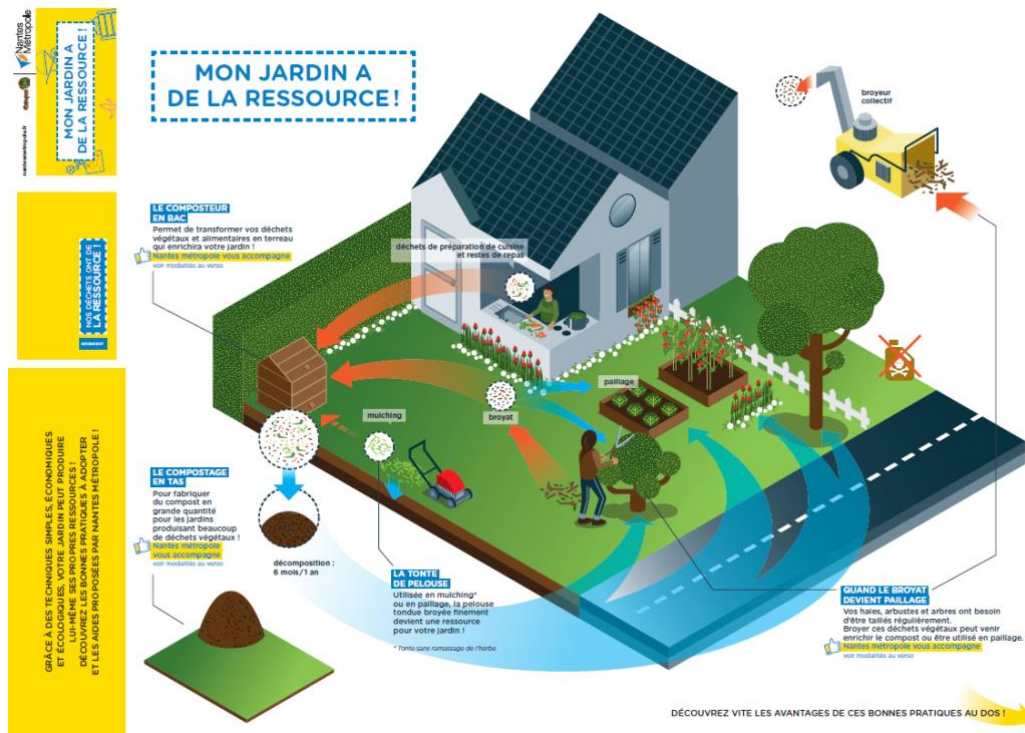 Nantes
Métropole
nantesmetropole.fr
MON JARDIN A
DE LA RESSOURCE !
NOS DÉCHETS ONT DE
LA RESSOURCE !
GRÂCE À DES TECHNIQUES SIMPLES, ÉCONOMIQUES
ET ÉCOLOGIQUES, VOTRE JARDIN PEUT PRODUIRE
LUI-MÊME SES PROPRES RESSOURCES !
DÉCOUVREZ LES BONNES PRATIQUES À ADOPTER
ET LES AIDES PROPOSÉES PAR NANTES MÉTROPOLE !
MON JARDIN A
DE LA RESSOURCE !
broyeur
collectif
LE COMPOSTEUR
EN BAC
Permet de transformer vos déchets
végétaux et alimentaires en terreau
qui enrichira votre jardin !
Nantes métropole vous accompagne
voir modalités au verso
déchets de préparation de cuisine
et restes de repas
paillage
mulching
broyat
LE COMPOSTAGE
EN TAS
Pour fabriquer
du compost en
grande quantité
pour les jardins
produisant beaucoup
de déchets végétaux !
Nantes métropole
vous accompagne
voir modalités au verso
décomposition :
6 mois/1 an
LA TONTE
DE PELOUSE
Utilisée en mulching*
ou en paillage, la pelouse
tondue broyée finement
devient une ressource
pour votre jardin !
* Tonte sans ramassage de l'herbe
QUAND LE BROYAT
DEVIENT PAILLAGE
Vos haies, arbustes et arbres ont besoin
d'être taillés régulièrement.
Broyer ces déchets végétaux peut venir
enrichir le compost ou être utilisé en paillage.
Nantes métropole vous accompagne
voir modalités au verso
DÉCOUVREZ VITE LES AVANTAGES DE CES BONNES PRATIQUES AU DOS !